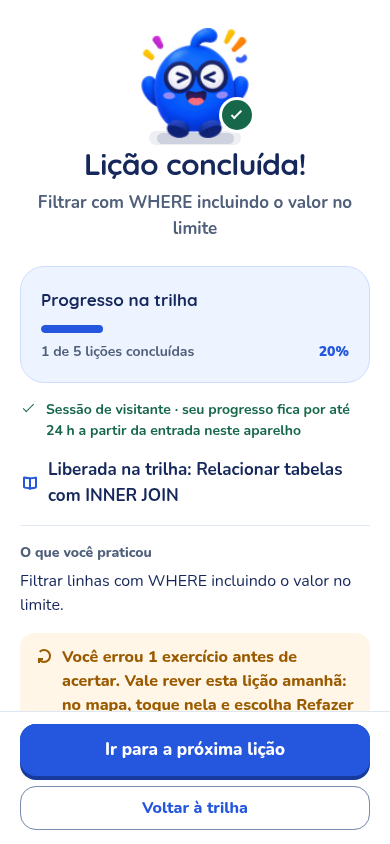 Lição concluída!
Filtrar com WHERE incluindo o valor no
limite
Progresso na trilha
1 de 5 lições concluídas
20%
Sessão de visitante · seu progresso fica por até
24 h a partir da entrada neste aparelho
Liberada na trilha: Relacionar tabelas
com INNER JOIN
O que você praticou
Filtrar linhas com WHERE incluindo o valor no
limite.
Você errou 1 exercício antes de
acertar. Vale rever esta lição amanhã:
no mapa, toque nela e escolha Refazer
Ir para a próxima lição
Voltar à trilha